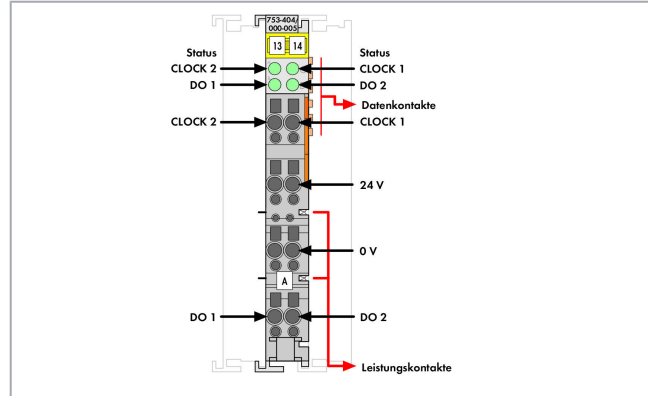 753-404/
000-005
13 14
Status
Status
CLOCK 2
CLOCK 1
DO 1
DO 2
Datenkontakte
CLOCK 2
CLOCK 1
24 V
0 V
A
DO 1
DO 2
Leistungskontakte